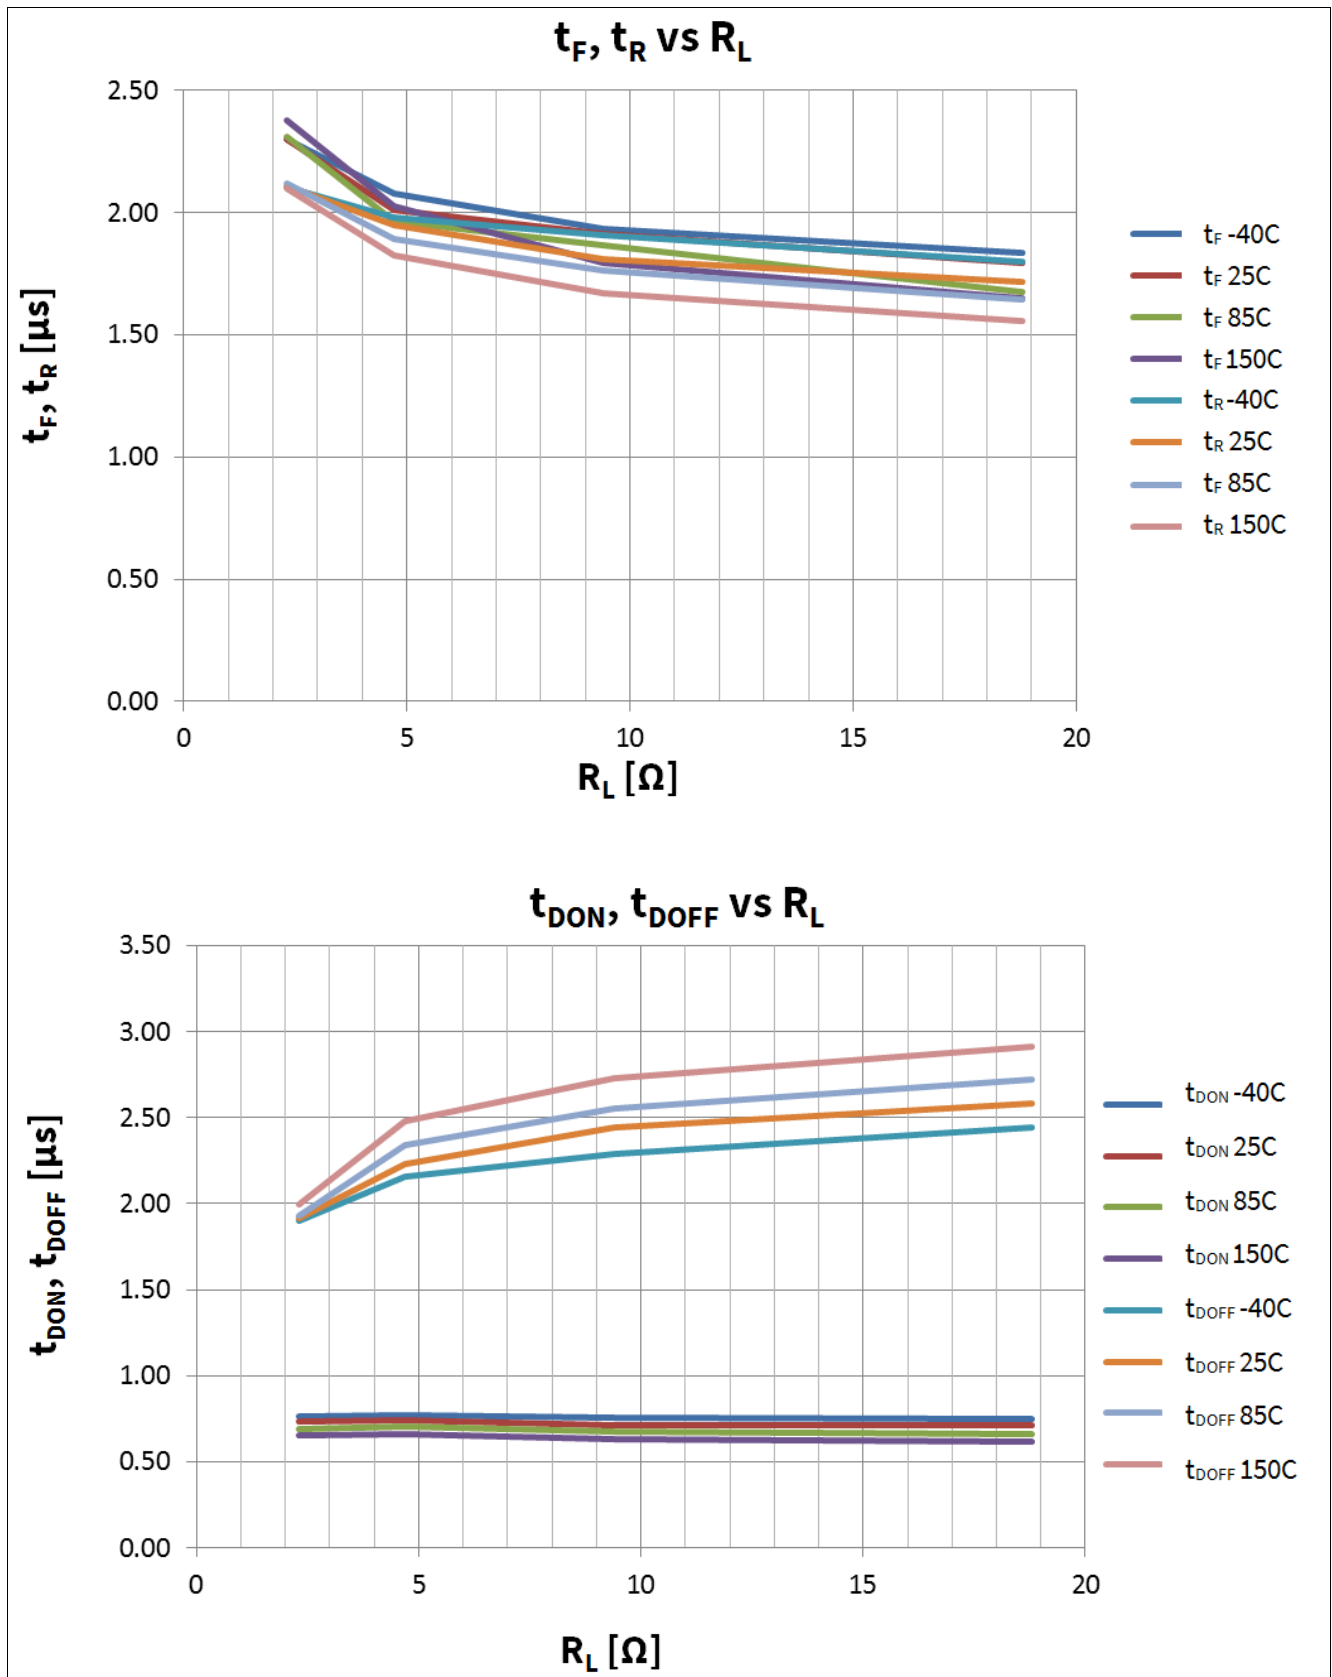 tF, tR vs RL
2.50
2.00
1.50
1.00
0.50
0.00
tF, tR [µs]
0 5 10 15 20
RL [Ω]
tF -40C
tF 25C
tF 85C
tF 150C
tR -40C
tR 25C
tF 85C
tR 150C
tDON, tDOFF vs RL
3.50
3.00
2.50
2.00
1.50
1.00
0.50
0.00
tDON, tDOFF [µs]
0 5 10 15 20
RL [Ω]
tDON -40C
tDON 25C
tDON 85C
tDON 150C
tDOFF -40C
tDOFF 25C
tDOFF 85C
tDOFF 150C